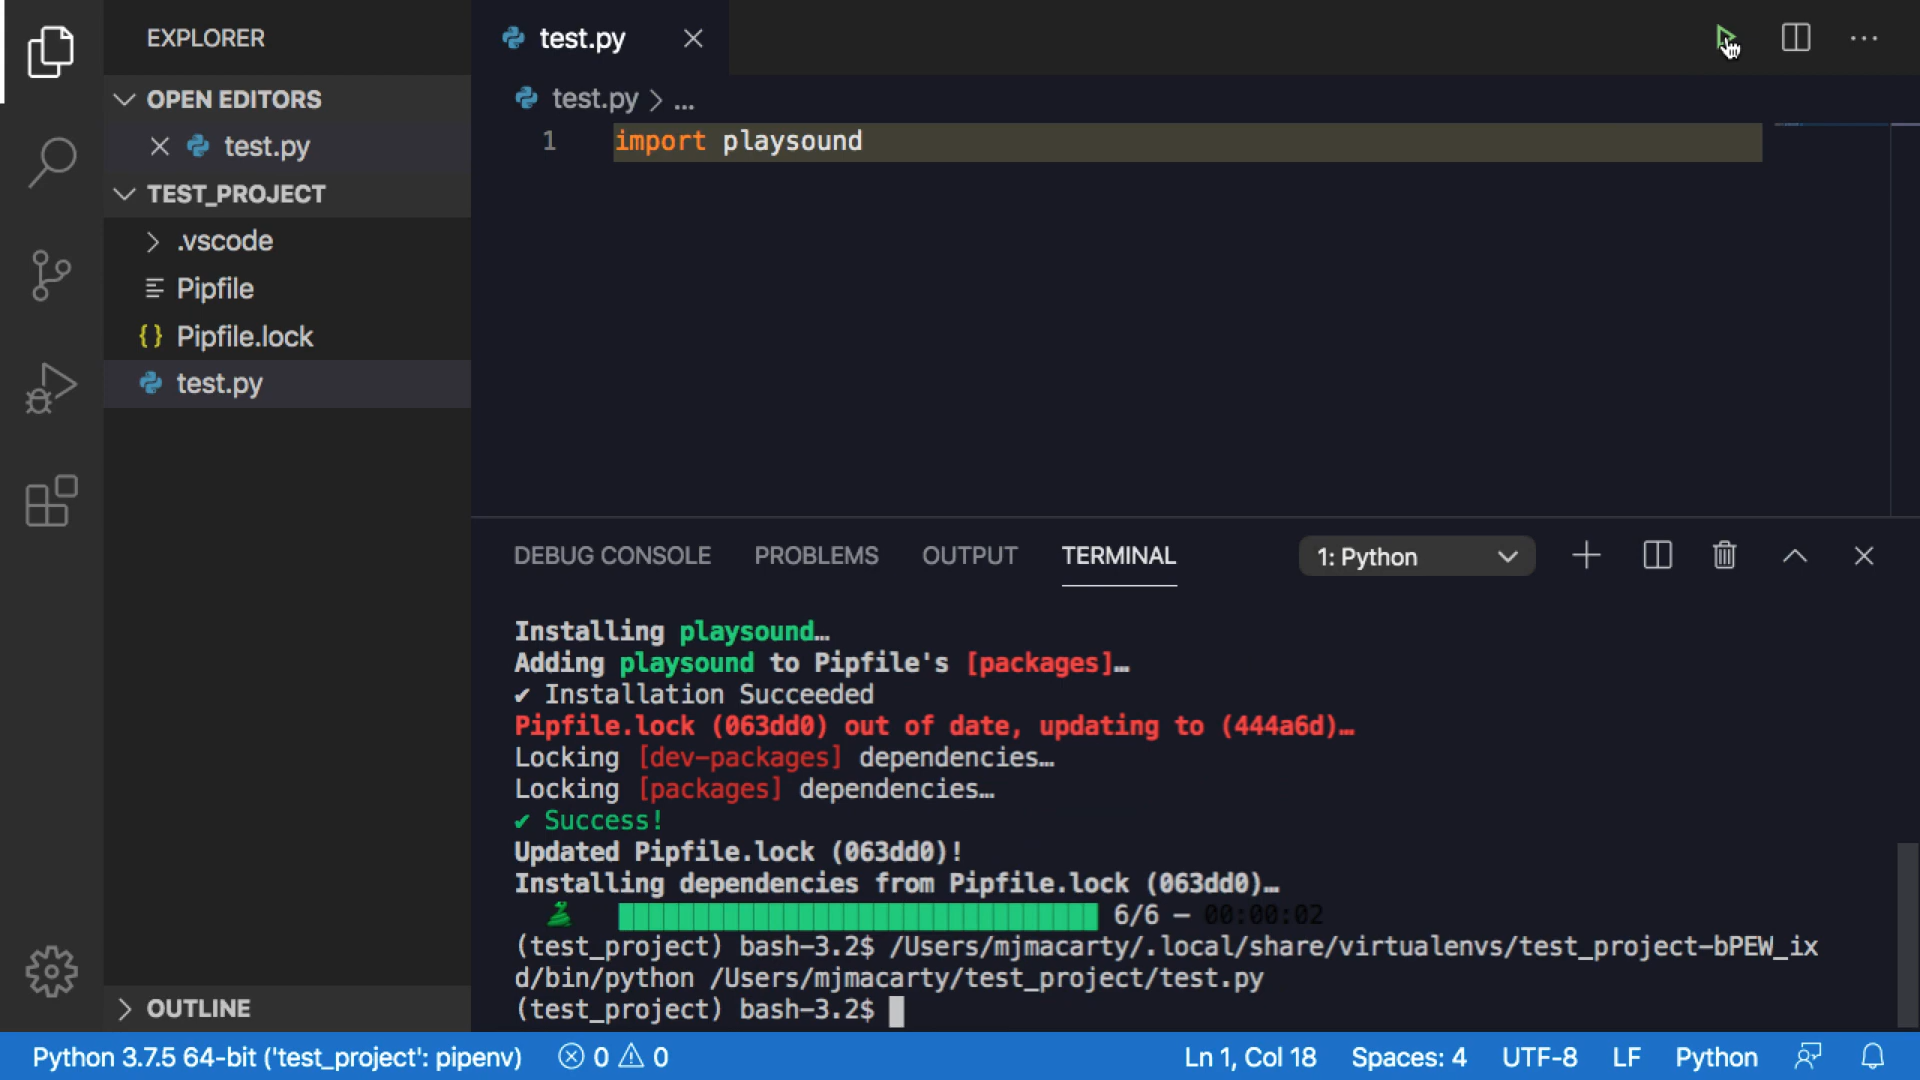 EXPLORER
OPEN EDITORS
test.py
TEST_PROJECT
.vscode
Pipfile
{} Pipfile.lock
test.py
OUTLINE
test.py
test.py > ...
1 import playsound
DEBUG CONSOLE PROBLEMS OUTPUT TERMINAL 1: Python
Installing playsound…
Adding playsound to Pipfile's [packages]…
✔ Installation Succeeded
Pipfile.lock (063dd0) out of date, updating to (444a6d)…
Locking [dev-packages] dependencies…
Locking [packages] dependencies…
✔ Success!
Updated Pipfile.lock (063dd0)!
Installing dependencies from Pipfile.lock (063dd0)…
6/6 — 00:00:02
(test_project) bash-3.2$ /Users/mjmacarty/.local/share/virtualenvs/test_project-bPEW_ix
d/bin/python /Users/mjmacarty/test_project/test.py
(test_project) bash-3.2$
Python 3.7.5 64-bit ('test_project': pipenv) 0 0 Ln 1, Col 18 Spaces: 4 UTF-8 LF Python